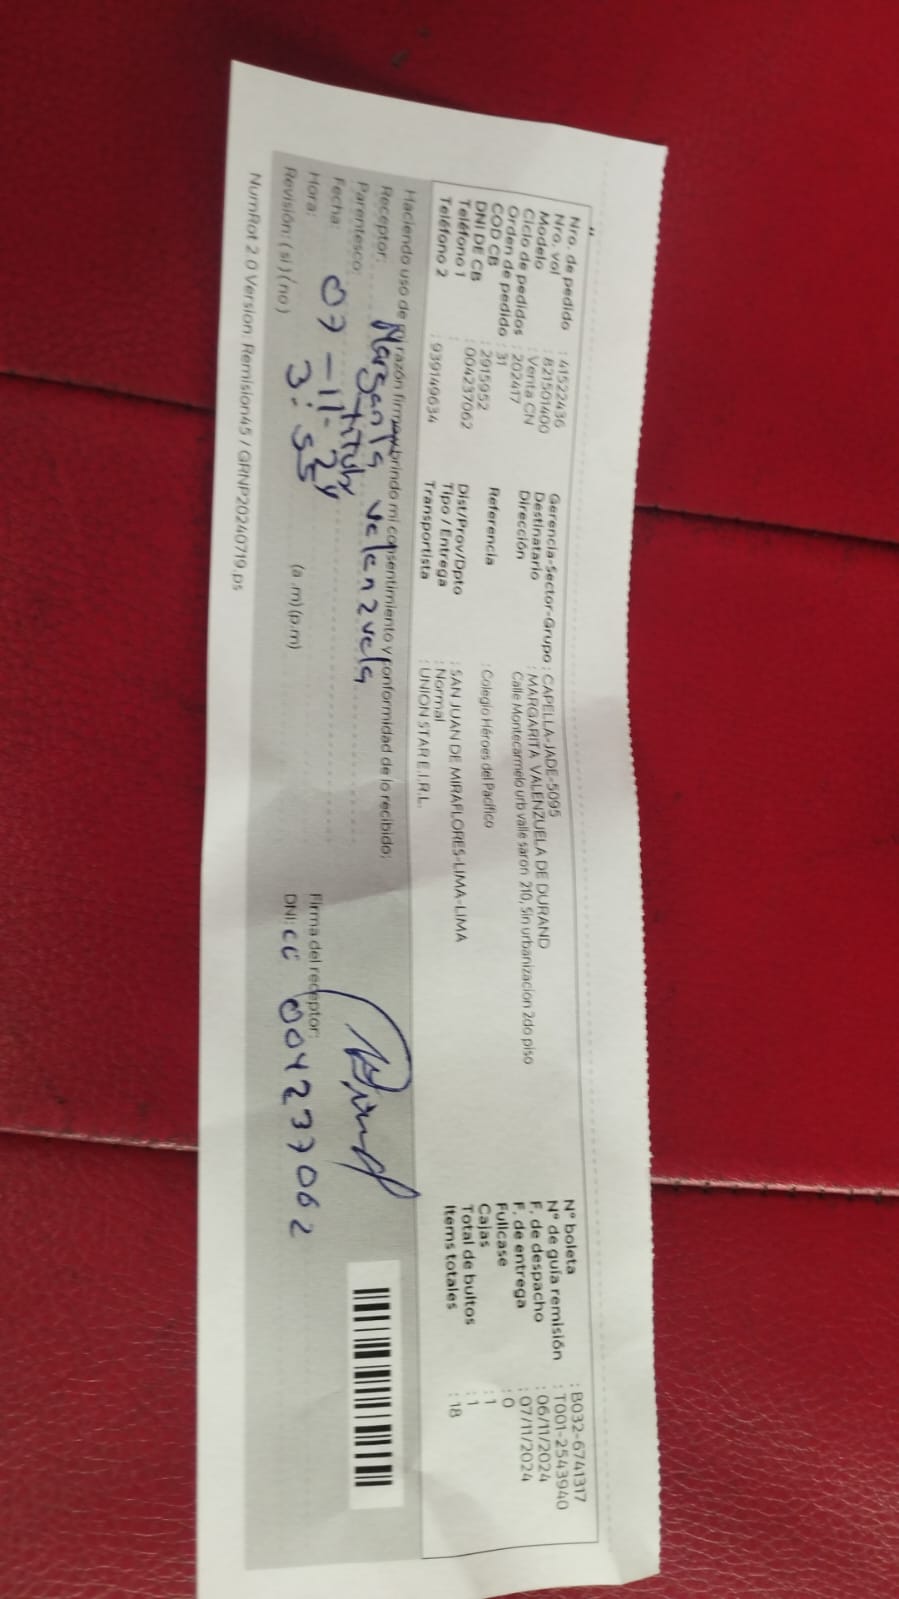 Nro. de pedido : 41522436
Nro. vol : 821501400
Modelo : Venta CN
Ciclo de pedidos : 202417
Orden de pedido : 31
COD CB : 2915952
DNI DE CB : 004237062
Teléfono 1 :
Teléfono 2 : 939149634
Gerencia-Sector-Grupo : CAPELLA-JADE-5095
Destinatario : MARGARITA VALENZUELA DE DURAND
Dirección Calle Montecarmelo urb valle saron 210, Sin urbanizacion 2do piso
Referencia : Colegio Héroes del Pacífico
Dist/Prov/Dpto : SAN JUAN DE MIRAFLORES-LIMA-LIMA
Tipo / Entrega : Normal
Transportista : UNION STAR E.I.R.L.
N° boleta : B032-6741317
N° de guía remisión : T001-2543940
F. de despacho : 06/11/2024
F. de entrega : 07/11/2024
Fullcase : 0
Cajas : 1
Total de bultos : 1
Items totales : 18
Haciendo uso de mi razón firmo brindo mi consentimiento y conformidad de lo recibido:
Receptor: Margarita Valenzuela
Parentesco: titular
Fecha: 07-11-24
Hora: 3:55 (a.m)(p.m)
Revisión: (si)(no)
Firma del receptor:
DNI: CE 004237062
NumRot 2.0 Version: Remision45 / GRNP20240719.ps